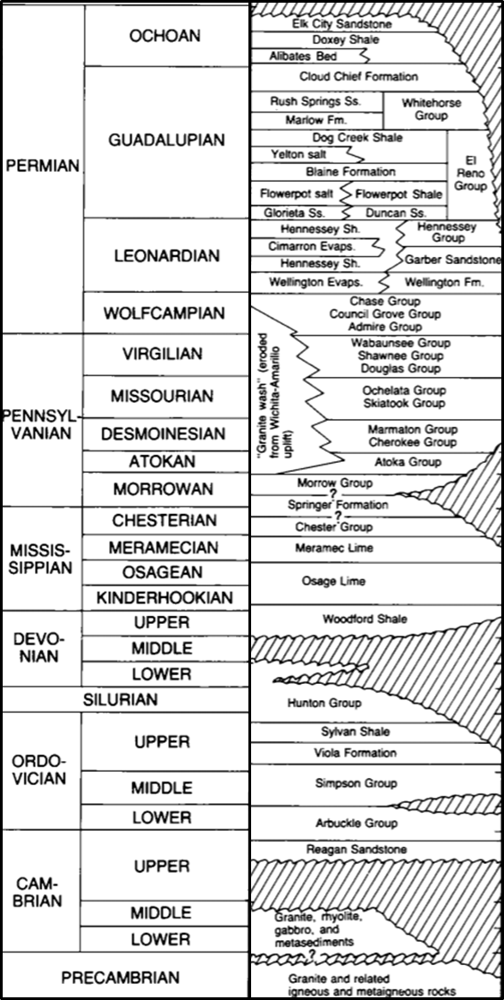 PERMIAN
OCHOAN
Elk City Sandstone
Doxey Shale
Alibates Bed
GUADALUPIAN
Cloud Chief Formation
Rush Springs Ss.
Marlow Fm.
Whitehorse
Group
Dog Creek Shale
Yelton salt
Blaine Formation
Flowerpot salt
Flowerpot Shale
Glorieta Ss.
Duncan Ss.
El
Reno
Group
LEONARDIAN
Hennessey Sh.
Cimarron Evaps.
Hennessey Sh.
Wellington Evaps.
Hennessey
Group
Garber Sandstone
Wellington Fm.
WOLFCAMPIAN
Chase Group
Council Grove Group
Admire Group
PENNSYL-
VANIAN
VIRGILIAN
Wabaunsee Group
Shawnee Group
Douglas Group
MISSOURIAN
Ochelata Group
Skiatook Group
DESMOINESIAN
Marmaton Group
Cherokee Group
ATOKAN
Atoka Group
"Granite wash" (eroded
from Wichita-Amarillo
uplift)
MORROWAN
Morrow Group
?
Springer Formation
?
MISSIS-
SIPPIAN
CHESTERIAN
Chester Group
MERAMECIAN
Meramec Lime
OSAGEAN
Osage Lime
KINDERHOOKIAN
DEVO-
NIAN
UPPER
Woodford Shale
MIDDLE
LOWER
SILURIAN
Hunton Group
ORDO-
VICIAN
UPPER
Sylvan Shale
Viola Formation
MIDDLE
Simpson Group
LOWER
Arbuckle Group
CAM-
BRIAN
UPPER
Reagan Sandstone
MIDDLE
LOWER
Granite, rhyolite,
gabbro, and
metasediments
?
PRECAMBRIAN
Granite and related
igneous and metaigneous rocks